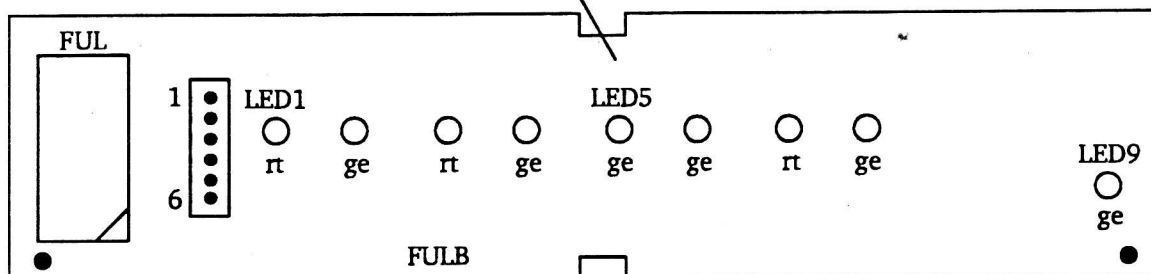 FUL
1 LED1 LED5
rt ge rt ge ge ge rt ge
LED9
6
ge
FULB